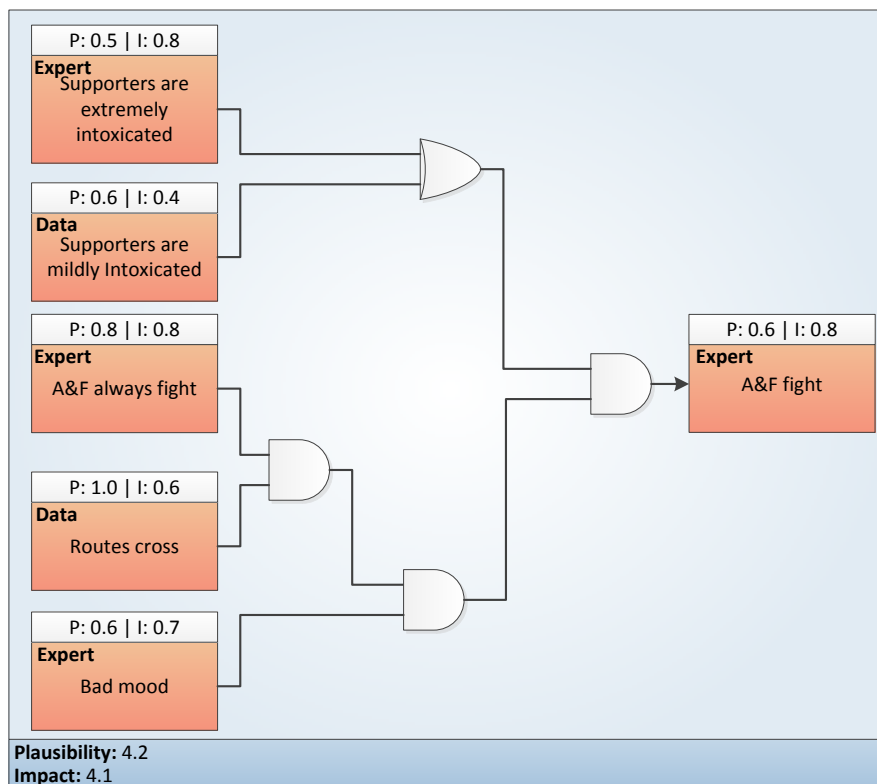 P: 0.5 | I: 0.8
Expert
Supporters are
extremely
intoxicated
P: 0.6 | I: 0.4
Data
Supporters are
mildly Intoxicated
P: 0.8 | I: 0.8
Expert
A&F always fight
P: 1.0 | I: 0.6
Data
Routes cross
P: 0.6 | I: 0.7
Expert
Bad mood
P: 0.6 | I: 0.8
Expert
A&F fight
Plausibility: 4.2
Impact: 4.1